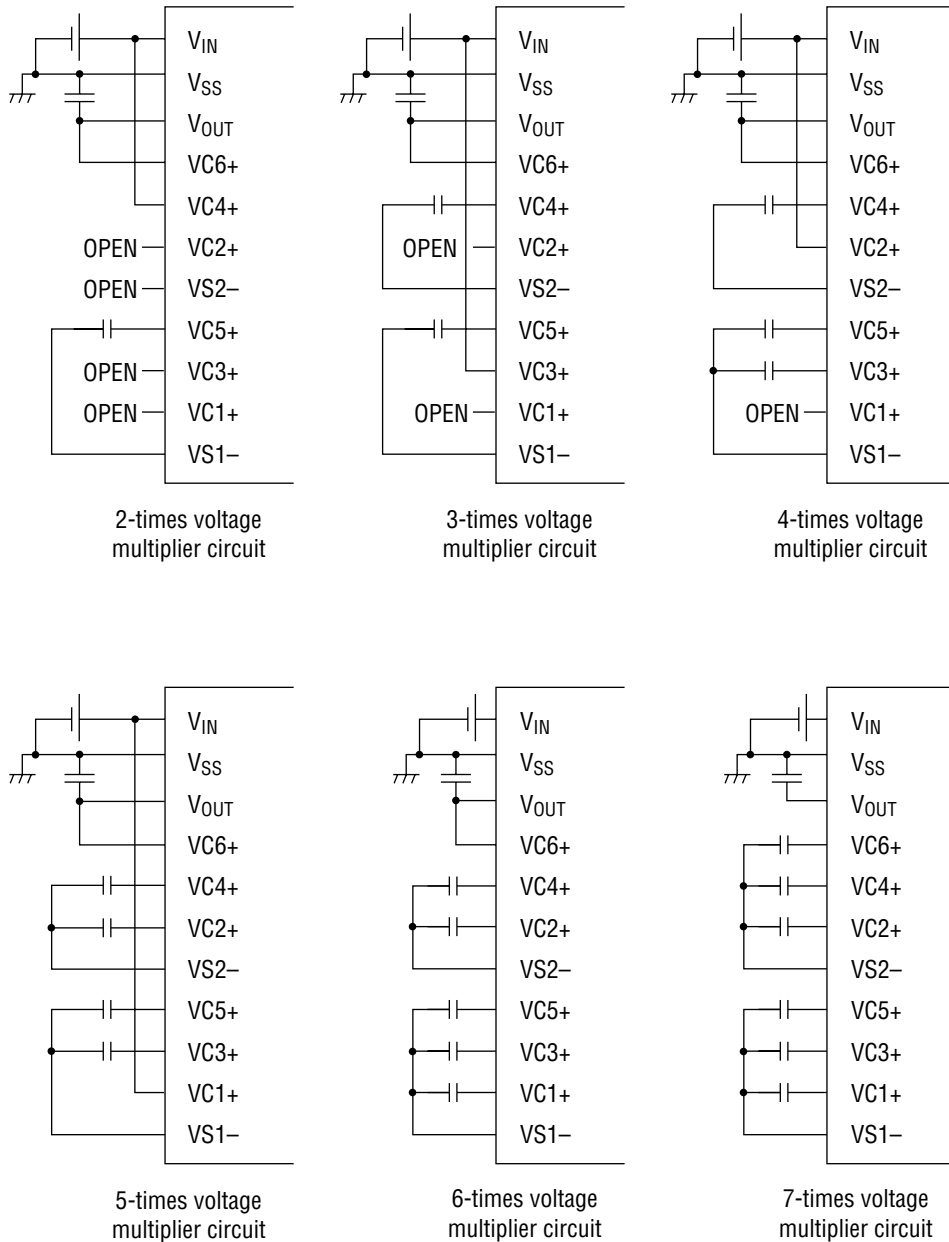 VIN
VSS
VOUT
VC6+
VC4+
OPEN VC2+
OPEN VS2–
VC5+
OPEN VC3+
OPEN VC1+
VS1–
2-times voltage
multiplier circuit
VIN
VSS
VOUT
VC6+
VC4+
OPEN VC2+
VS2–
VC5+
VC3+
OPEN VC1+
VS1–
3-times voltage
multiplier circuit
VIN
VSS
VOUT
VC6+
VC4+
VC2+
VS2–
VC5+
VC3+
OPEN VC1+
VS1–
4-times voltage
multiplier circuit
VIN
VSS
VOUT
VC6+
VC4+
VC2+
VS2–
VC5+
VC3+
VC1+
VS1–
5-times voltage
multiplier circuit
VIN
VSS
VOUT
VC6+
VC4+
VC2+
VS2–
VC5+
VC3+
VC1+
VS1–
6-times voltage
multiplier circuit
VIN
VSS
VOUT
VC6+
VC4+
VC2+
VS2–
VC5+
VC3+
VC1+
VS1–
7-times voltage
multiplier circuit